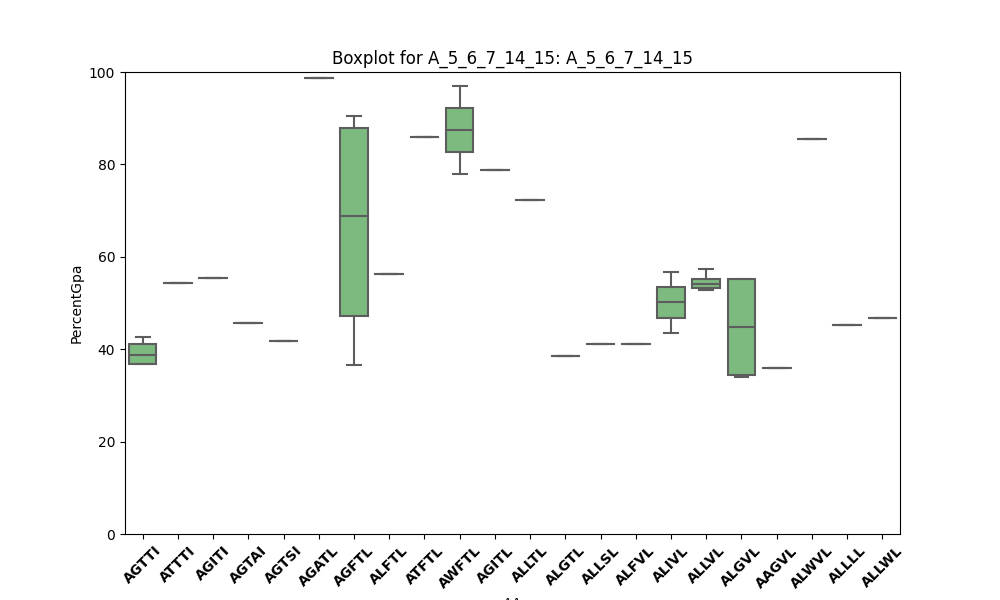 Boxplot for A_5_6_7_14_15: A_5_6_7_14_15
PercentGpa
100
80
60
40
20
0
AGTTI ATTTI AGITI AGTAI AGTSI AGATL AGFTL ALFTL ATFTL AWFTL AGITL ALLTL ALGTL ALLSL ALFVL ALIVL ALLVL ALGVL AAGVL ALWVL ALLLL ALLWL